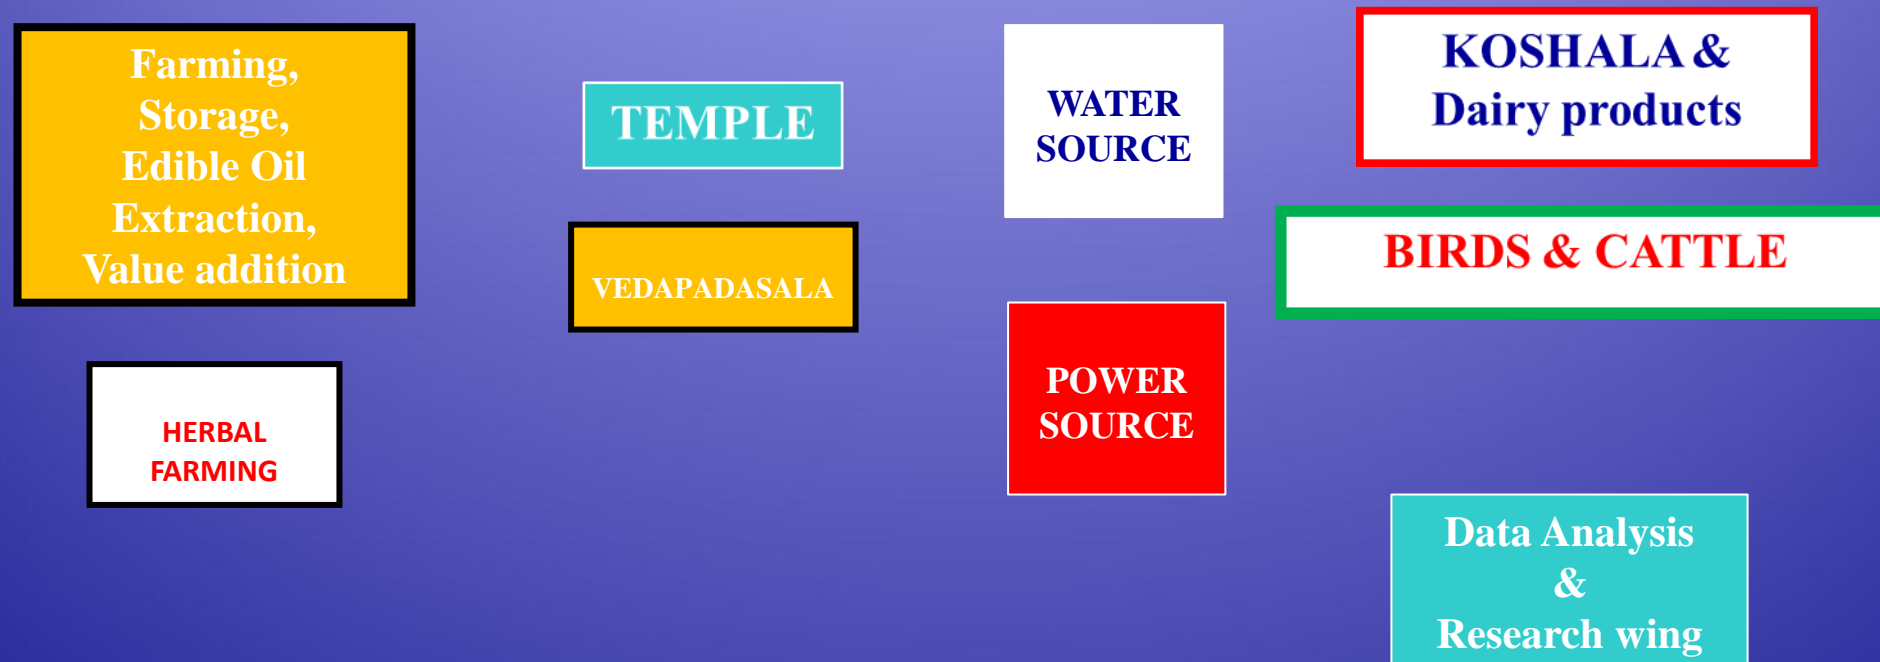 Farming,
Storage,
Edible Oil
Extraction,
Value addition
HERBAL
FARMING
TEMPLE
VEDAPADASALA
WATER
SOURCE
POWER
SOURCE
KOSHALA &
Dairy products
BIRDS & CATTLE
Data Analysis
&
Research wing